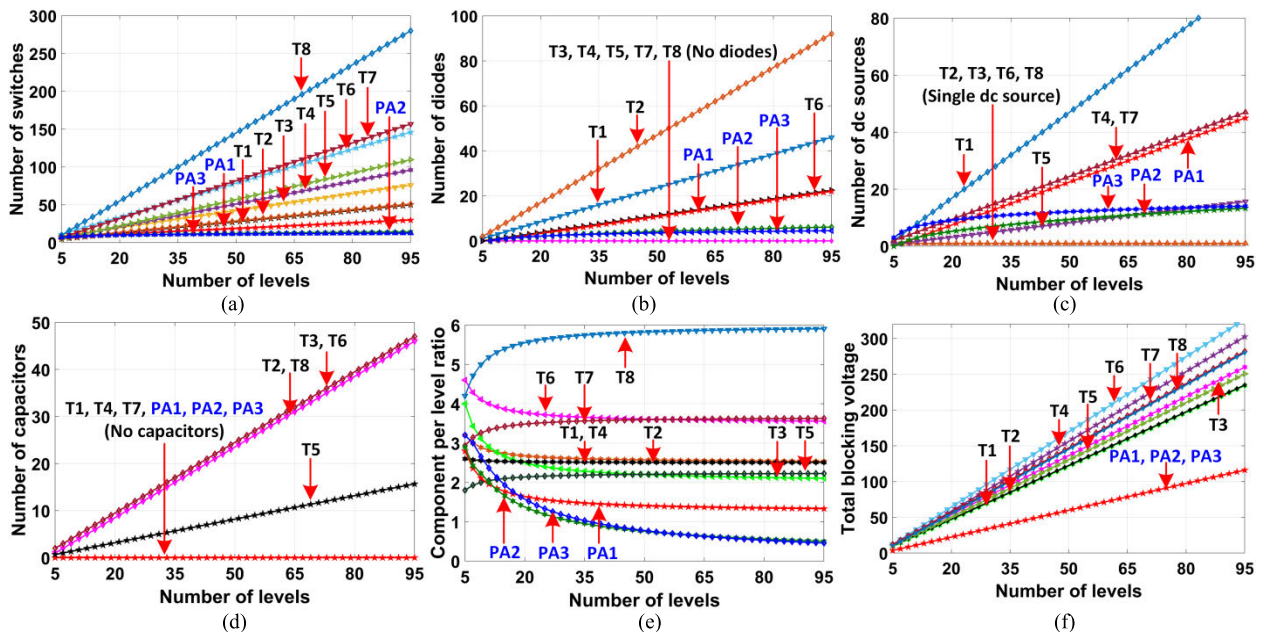 300
250
200
150
100
50
0
Number of switches
T8
T7
T6
T5
T4
T3
T2
T1
PA2
PA1
PA3
5 20 35 50 65 80 95
Number of levels
(a)
100
80
60
40
20
0
Number of diodes
T3, T4, T5, T7, T8 (No diodes)
T2
T1
T6
PA3
PA2
PA1
5 20 35 50 65 80 95
Number of levels
(b)
80
60
40
20
0
Number of dc sources
T2, T3, T6, T8
(Single dc source)
T1
T4, T7
T5
PA3
PA2
PA1
5 20 35 50 65 80 95
Number of levels
(c)
50
40
30
20
10
0
Number of capacitors
T3, T6
T2, T8
T1, T4, T7, PA1, PA2, PA3
(No capacitors)
T5
5 20 35 50 65 80 95
Number of levels
(d)
6
5
4
3
2
1
0
Component per level ratio
T8
T6
T7
T1, T4
T2
T3
T5
PA2
PA3
PA1
5 20 35 50 65 80 95
Number of levels
(e)
300
250
200
150
100
50
0
Total blocking voltage
T8
T7
T6
T5
T4
T2
T1
T3
PA1, PA2, PA3
5 20 35 50 65 80 95
Number of levels
(f)